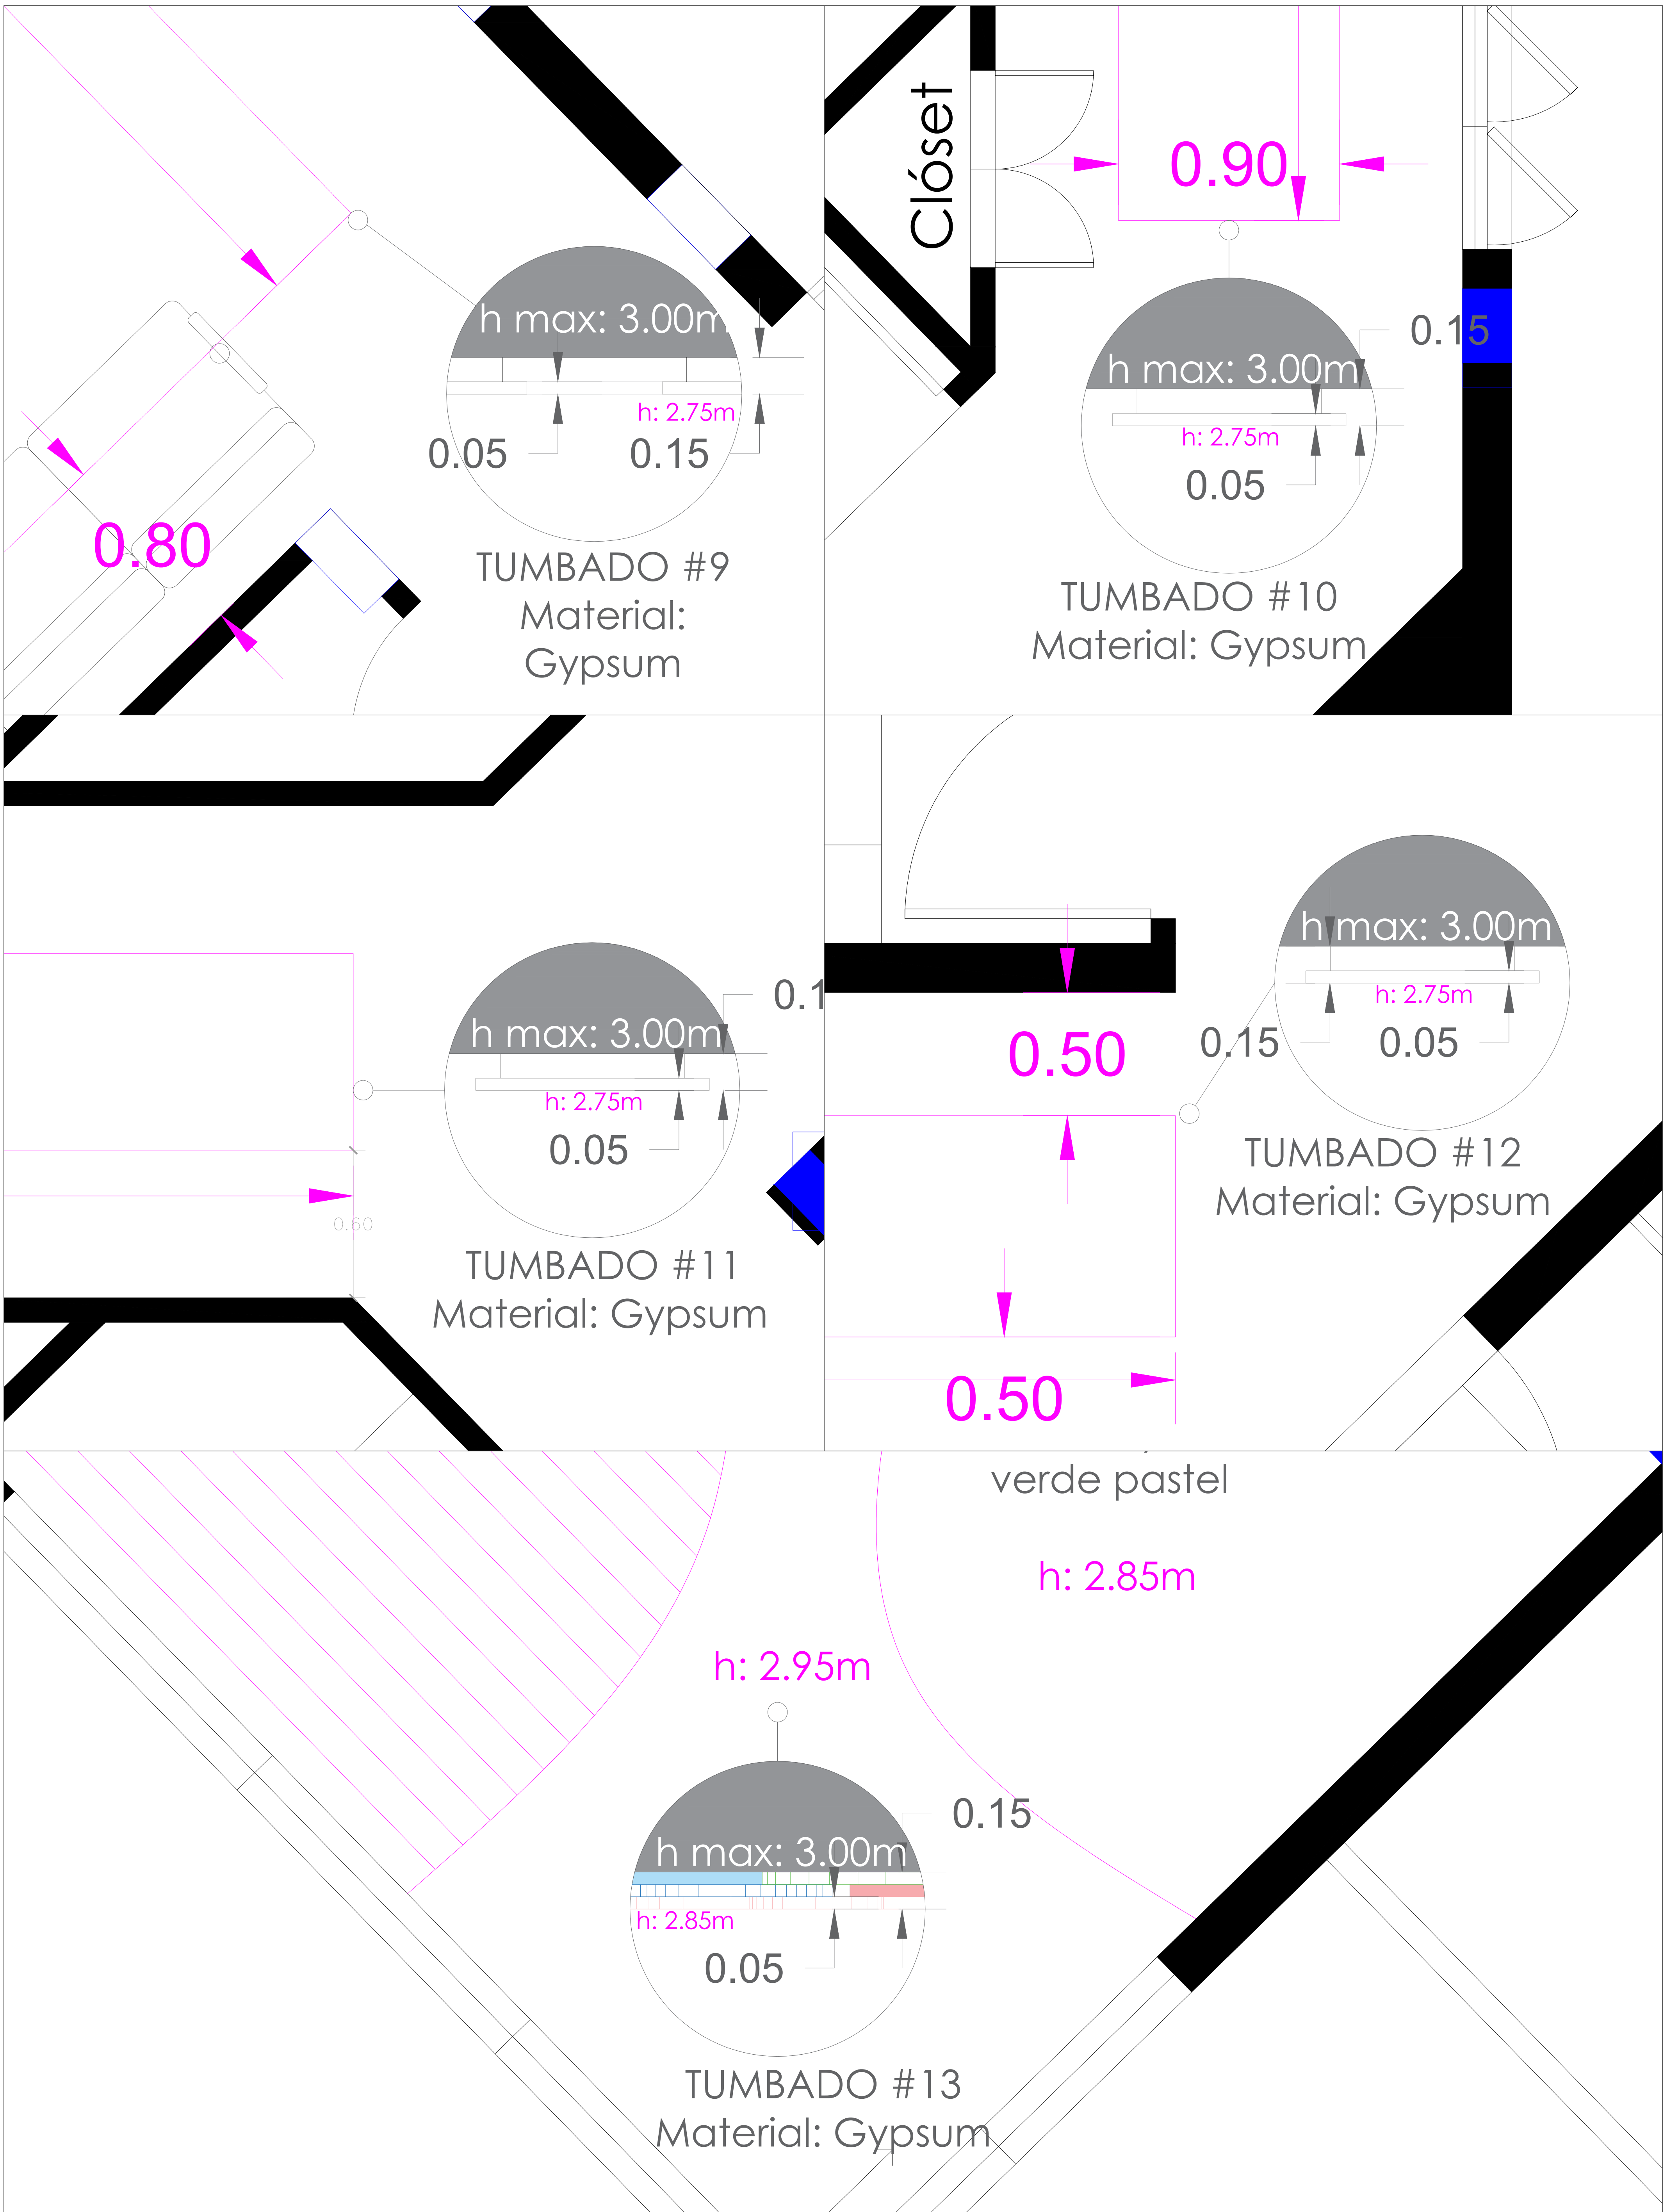 h max: 3.00m
h: 2.75m
0.05
0.15
0.80
TUMBADO #9
Material:
Gypsum
Clóset
0.90
0.15
h max: 3.00m
h: 2.75m
0.05
TUMBADO #10
Material: Gypsum
0.1
h max: 3.00m
h: 2.75m
0.05
0.60
TUMBADO #11
Material: Gypsum
h max: 3.00m
h: 2.75m
0.15
0.05
0.50
TUMBADO #12
Material: Gypsum
0.50
verde pastel
h: 2.85m
h: 2.95m
0.15
h max: 3.00m
h: 2.85m
0.05
TUMBADO #13
Material: Gypsum